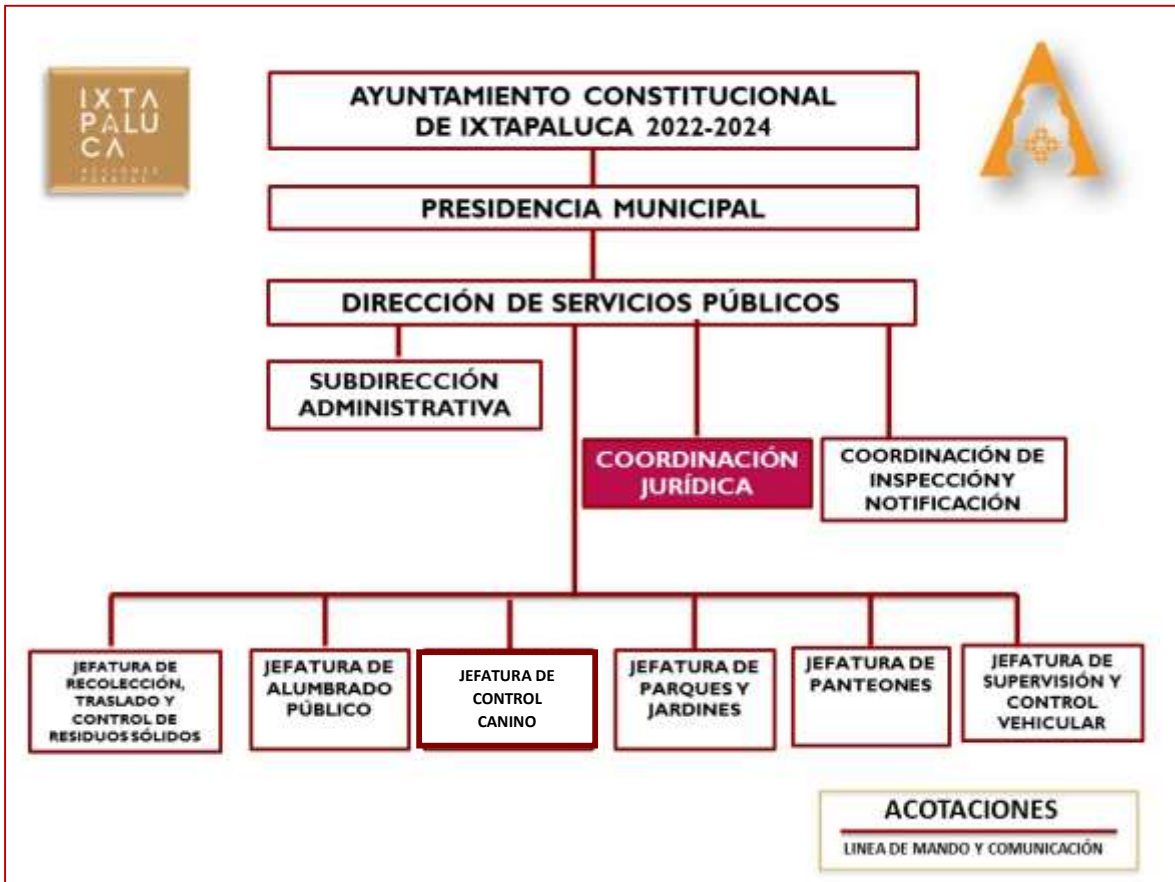 IXTA
PALU
CA
AYUNTAMIENTO CONSTITUCIONAL
DE IXTAPALUCA 2022-2024
PRESIDENCIA MUNICIPAL
DIRECCIÓN DE SERVICIOS PÚBLICOS
SUBDIRECCIÓN
ADMINISTRATIVA
COORDINACIÓN
JURÍDICA
COORDINACIÓN DE
INSPECCIÓN Y
NOTIFICACIÓN
JEFATURA DE
RECOLECCIÓN,
TRASLADO Y
CONTROL DE
RESIDUOS SÓLIDOS
JEFATURA DE
ALUMBRADO
PÚBLICO
JEFATURA DE
CONTROL
CANINO
JEFATURA DE
PARQUES Y
JARDINES
JEFATURA DE
PANTEONES
JEFATURA DE
SUPERVISIÓN Y
CONTROL
VEHICULAR
ACOTACIONES
LINEA DE MANDO Y COMUNICACIÓN